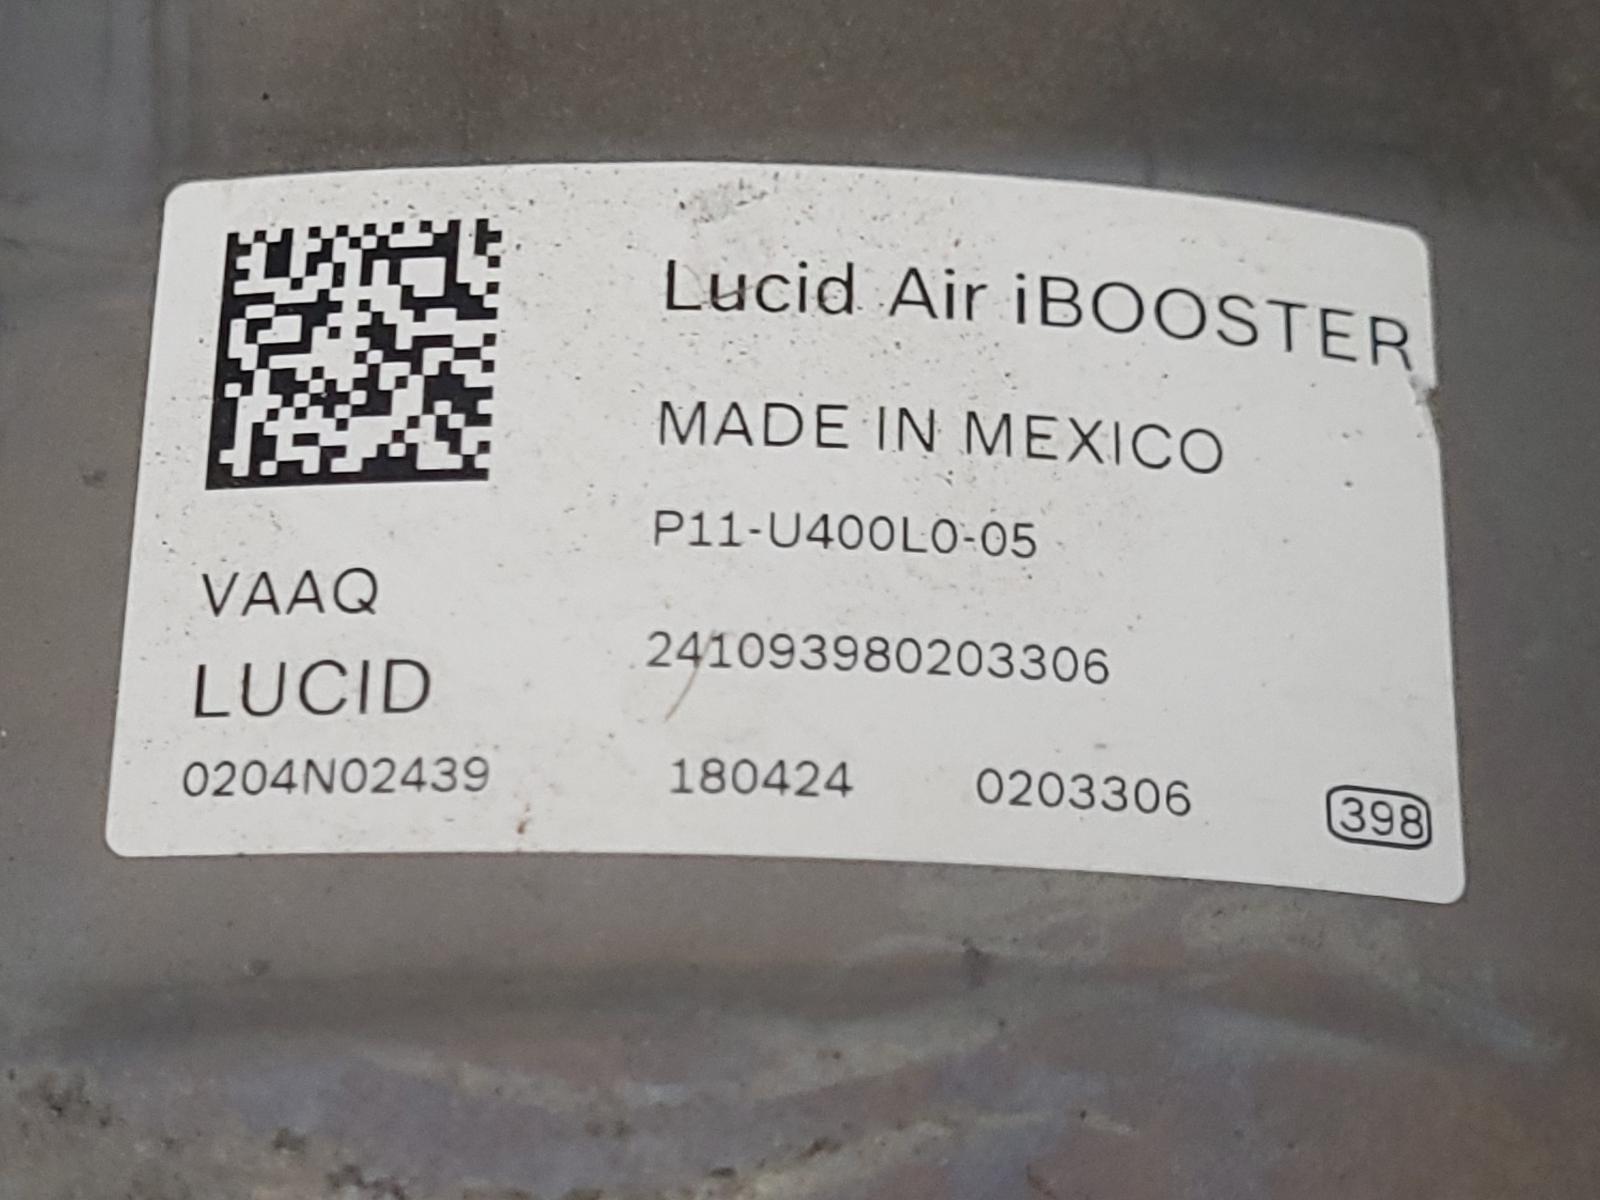 Lucid Air iBOOSTER
MADE IN MEXICO
P11-U400L0-05
VAAQ
241093980203306
LUCID
0204N02439 180424 0203306 398